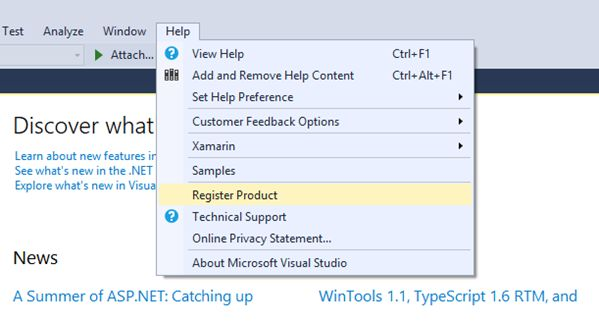 Test Analyze Window Help
Attach...
View Help Ctrl+F1
Add and Remove Help Content Ctrl+Alt+F1
Set Help Preference
Customer Feedback Options
Xamarin
Samples
Register Product
Technical Support
Online Privacy Statement...
About Microsoft Visual Studio
Discover what
Learn about new features in
See what's new in the .NET
Explore what's new in Visua
News
A Summer of ASP.NET: Catching up WinTools 1.1, TypeScript 1.6 RTM, and